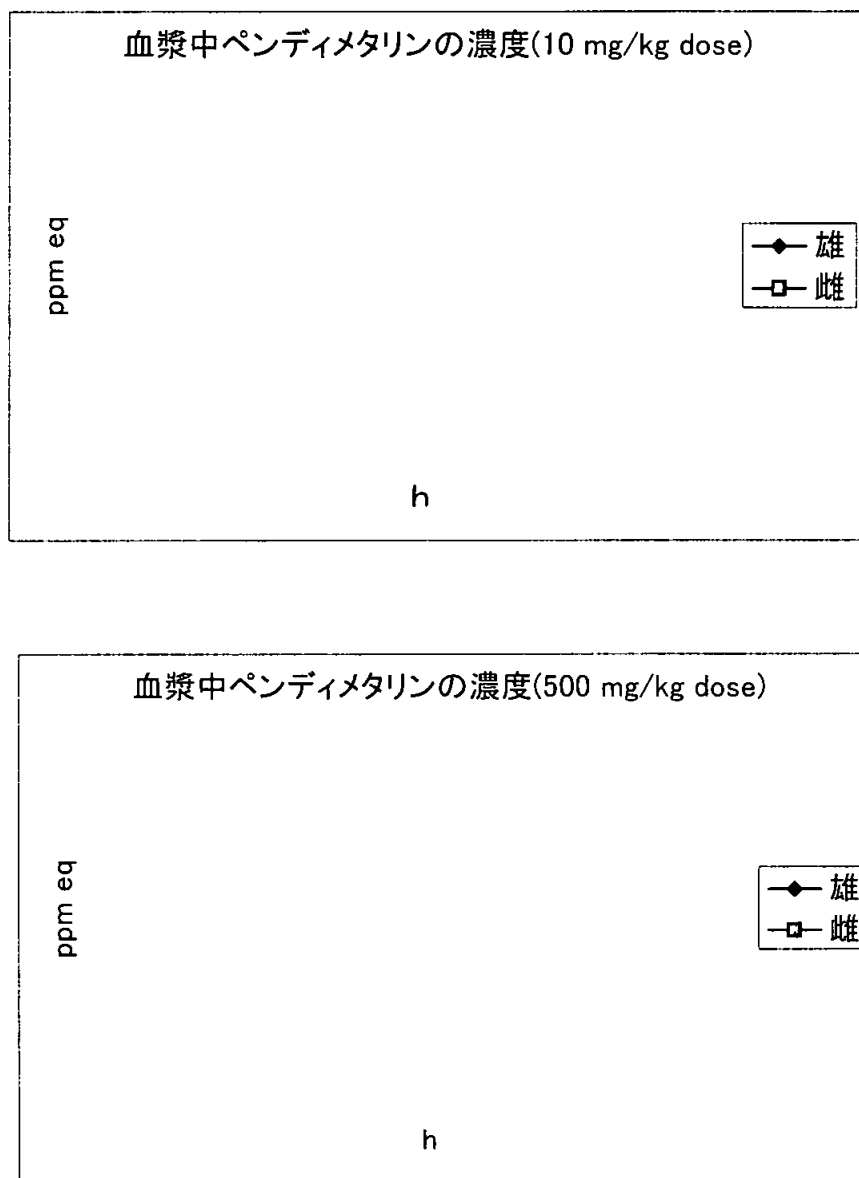 血漿中ペンディメタリンの濃度(10 mg/kg dose)
ppm eq
雄
雌
h
血漿中ペンディメタリンの濃度(500 mg/kg dose)
ppm eq
雄
雌
h